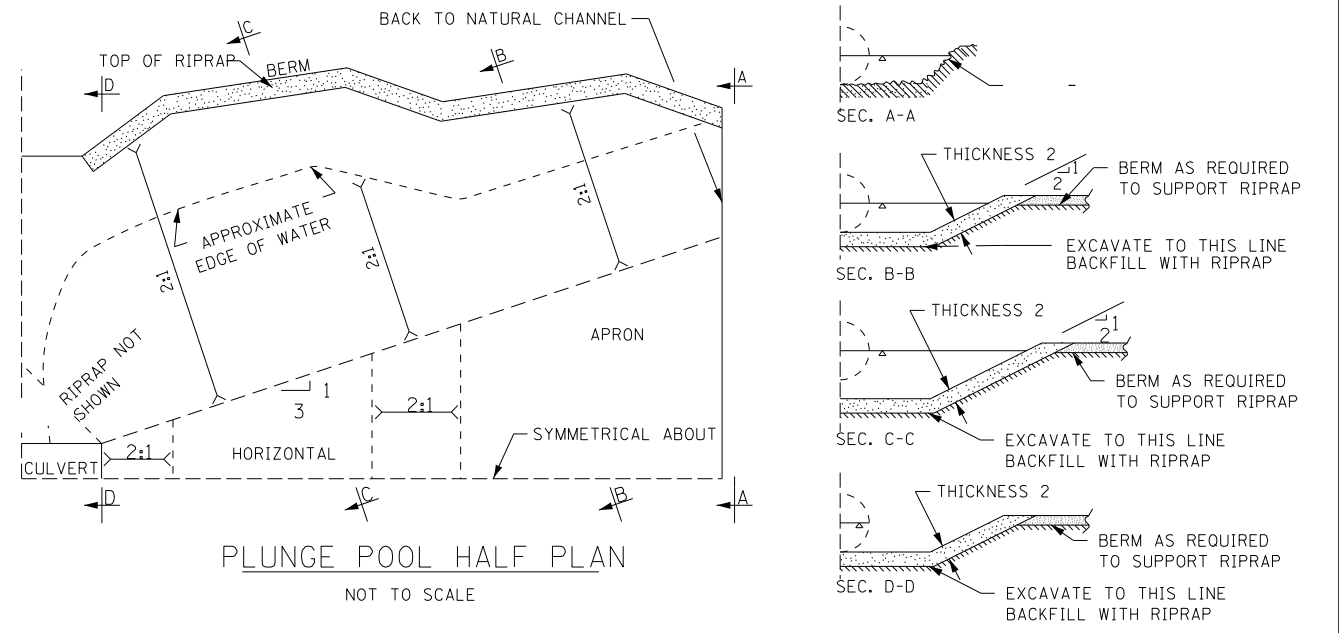 BACK TO NATURAL CHANNEL
C
TOP OF RIPRAP
BERM
B
D
A
APPROXIMATE
EDGE OF WATER
2:1
2:1
2:1
RIPRAP NOT
SHOWN
1
3
APRON
2:1
2:1
HORIZONTAL
SYMMETRICAL ABOUT
CULVERT
D
C
B
A
PLUNGE POOL HALF PLAN
NOT TO SCALE
SEC. A-A
THICKNESS 2
1
2
BERM AS REQUIRED
TO SUPPORT RIPRAP
EXCAVATE TO THIS LINE
BACKFILL WITH RIPRAP
SEC. B-B
THICKNESS 2
1
2
BERM AS REQUIRED
TO SUPPORT RIPRAP
SEC. C-C
EXCAVATE TO THIS LINE
BACKFILL WITH RIPRAP
THICKNESS 2
BERM AS REQUIRED
TO SUPPORT RIPRAP
SEC. D-D
EXCAVATE TO THIS LINE
BACKFILL WITH RIPRAP